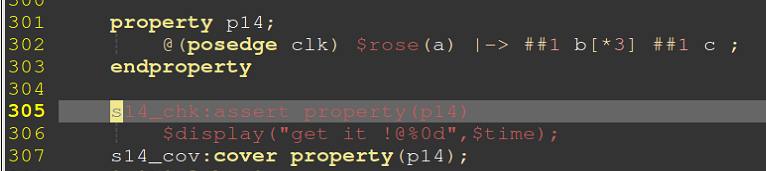 300
301 property p14;
302 @(posedge clk) $rose(a) |-> ##1 b[*3] ##1 c ;
303 endproperty
304
305 s14_chk:assert property(p14)
306 $display("get it !@%0d",$time);
307 s14_cov:cover property(p14);